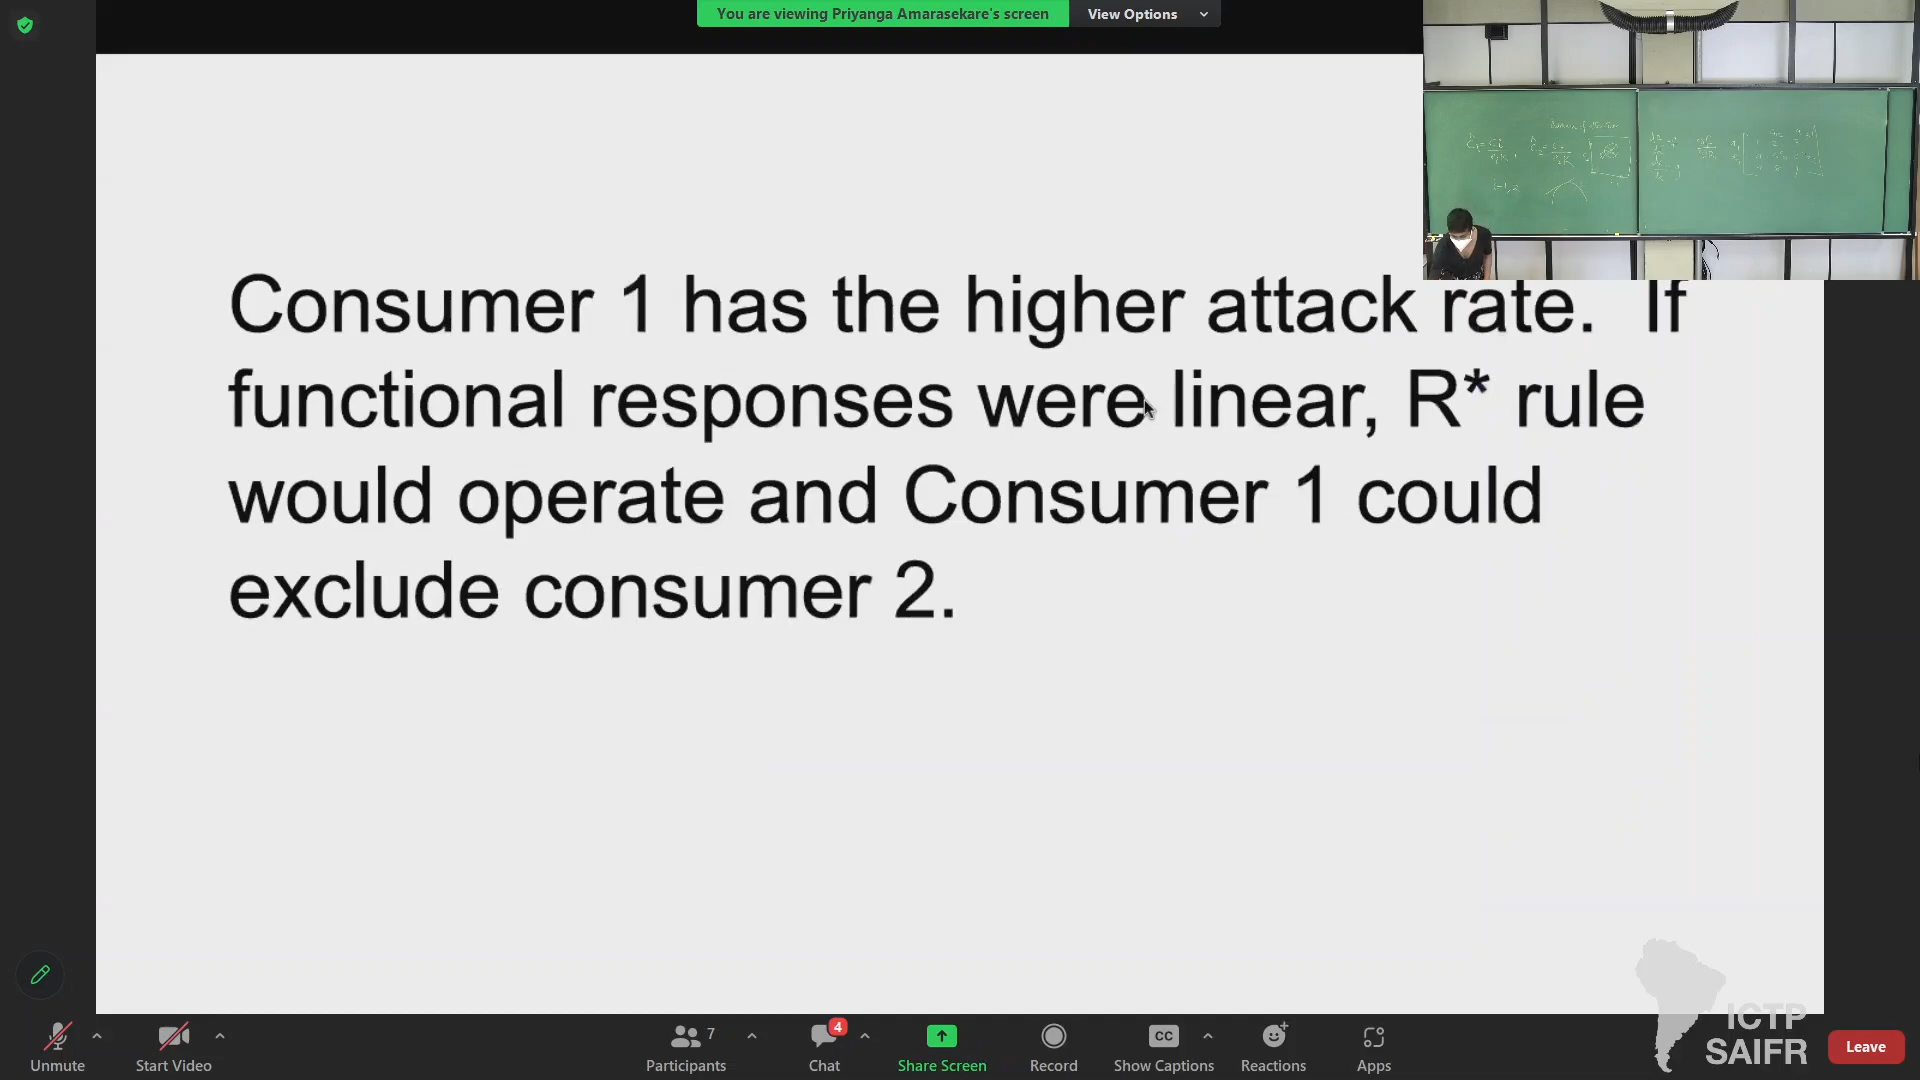 You are viewing Priyanga Amarasekare's screen View Options
Consumer 1 has the higher attack rate. If
functional responses were linear, R* rule
would operate and Consumer 1 could
exclude consumer 2.
ICTP
SAIFR
Unmute Start Video Participants 7 Chat 4 Share Screen Record CC Show Captions Reactions Apps Leave